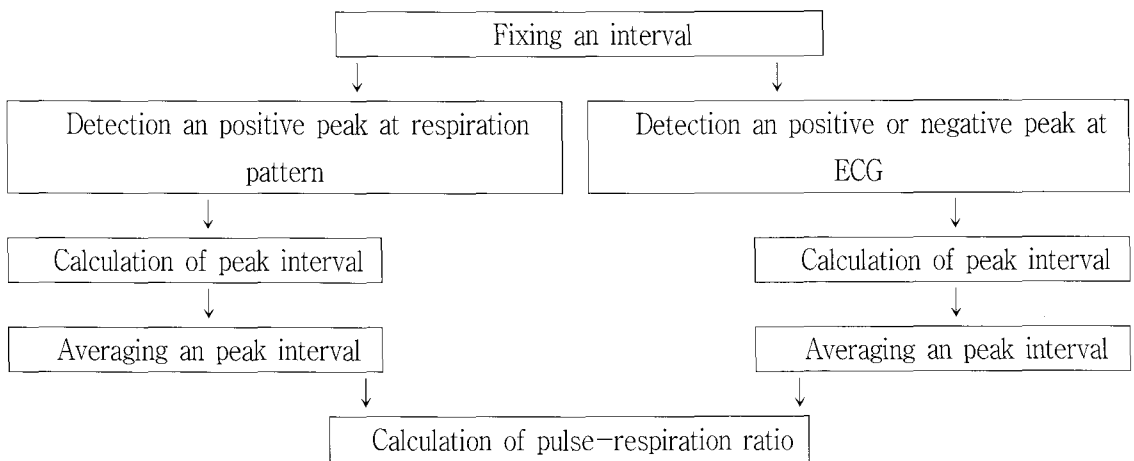 Fixing an interval
Detection an positive peak at respiration
pattern
Detection an positive or negative peak at
ECG
Calculation of peak interval
Calculation of peak interval
Averaging an peak interval
Averaging an peak interval
Calculation of pulse-respiration ratio